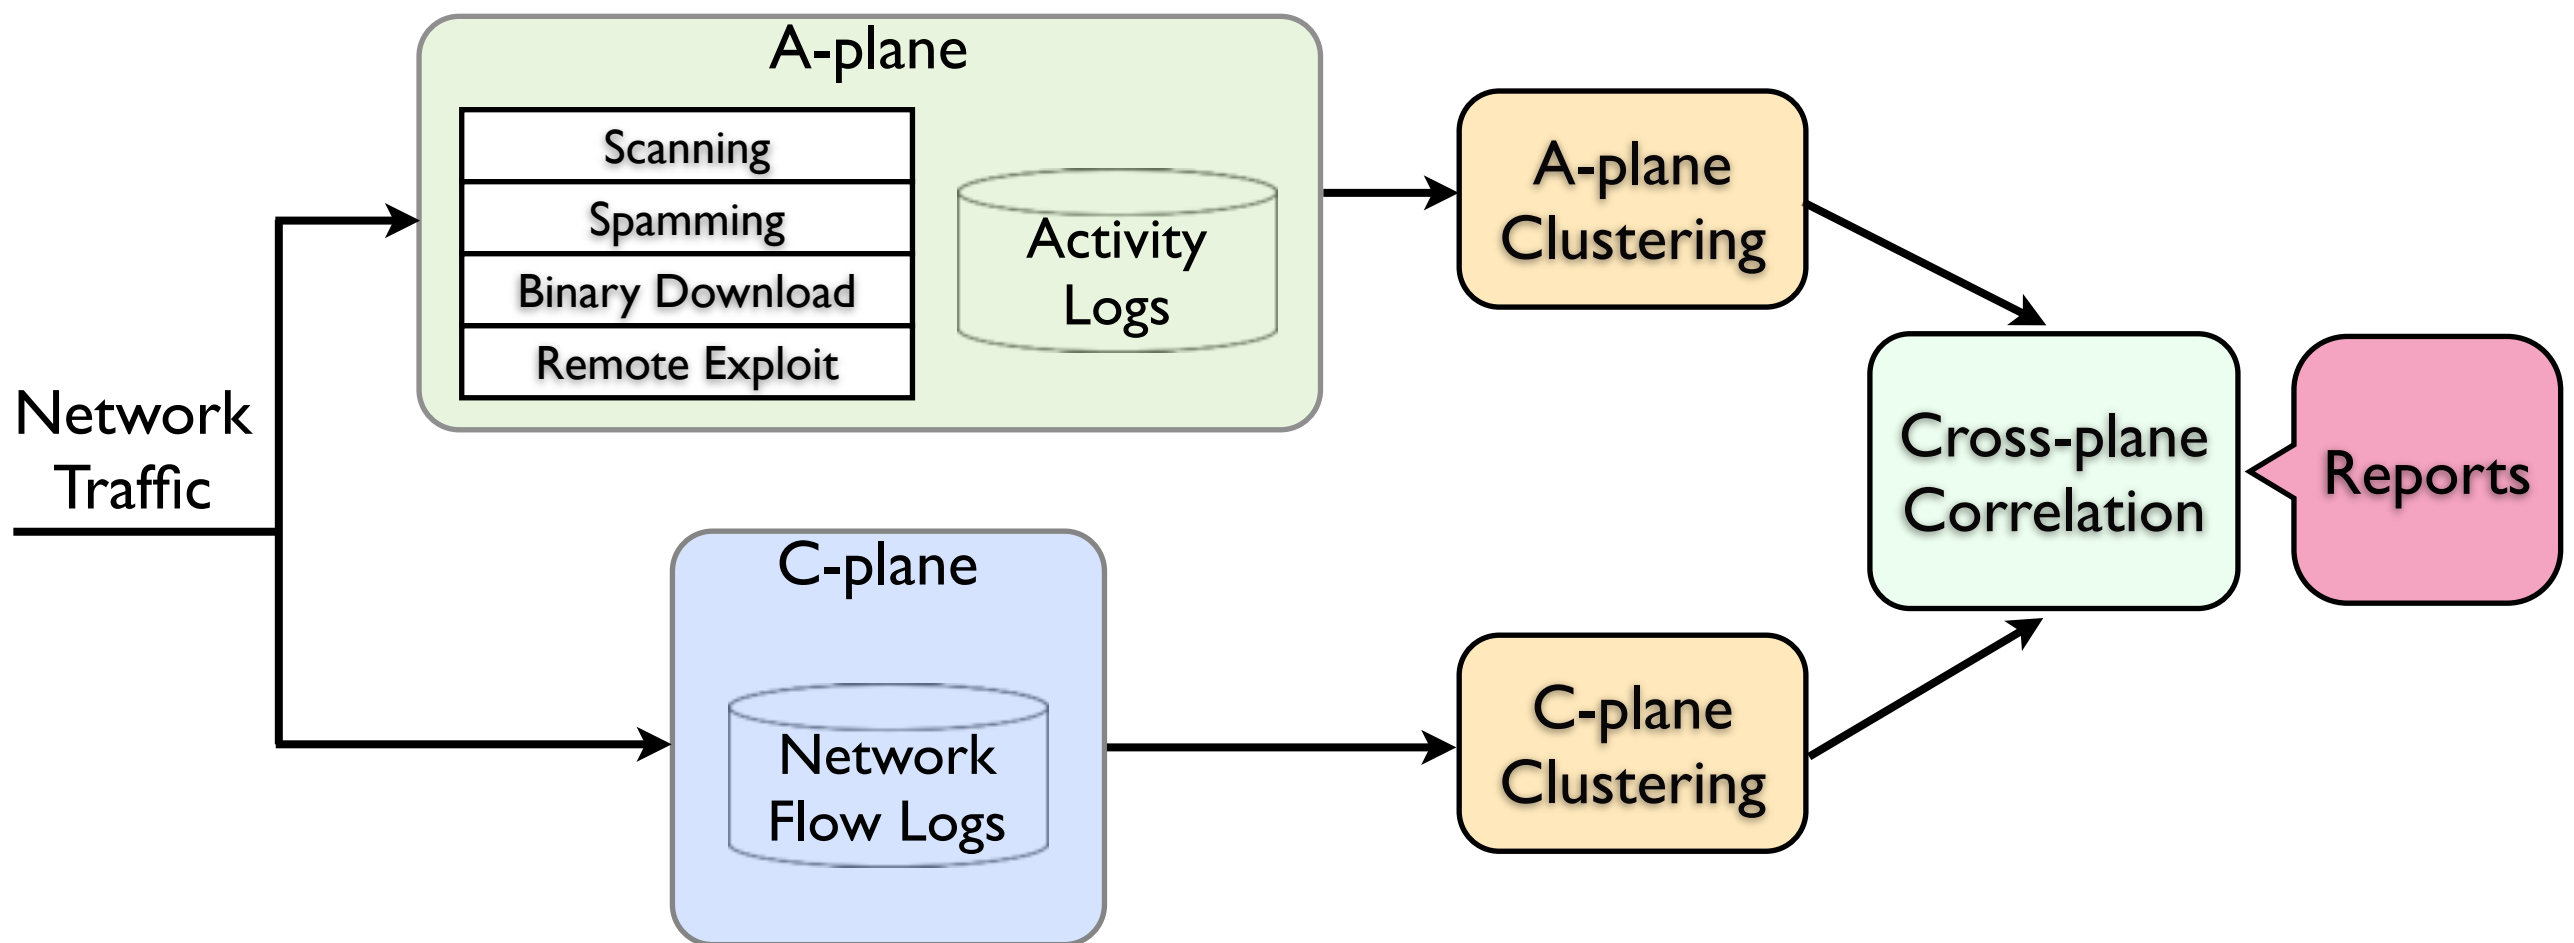 A-plane
Scanning
Spamming
Binary Download
Remote Exploit
Activity
Logs
A-plane
Clustering
Network
Traffic
Cross-plane
Correlation
Reports
C-plane
Network
Flow Logs
C-plane
Clustering